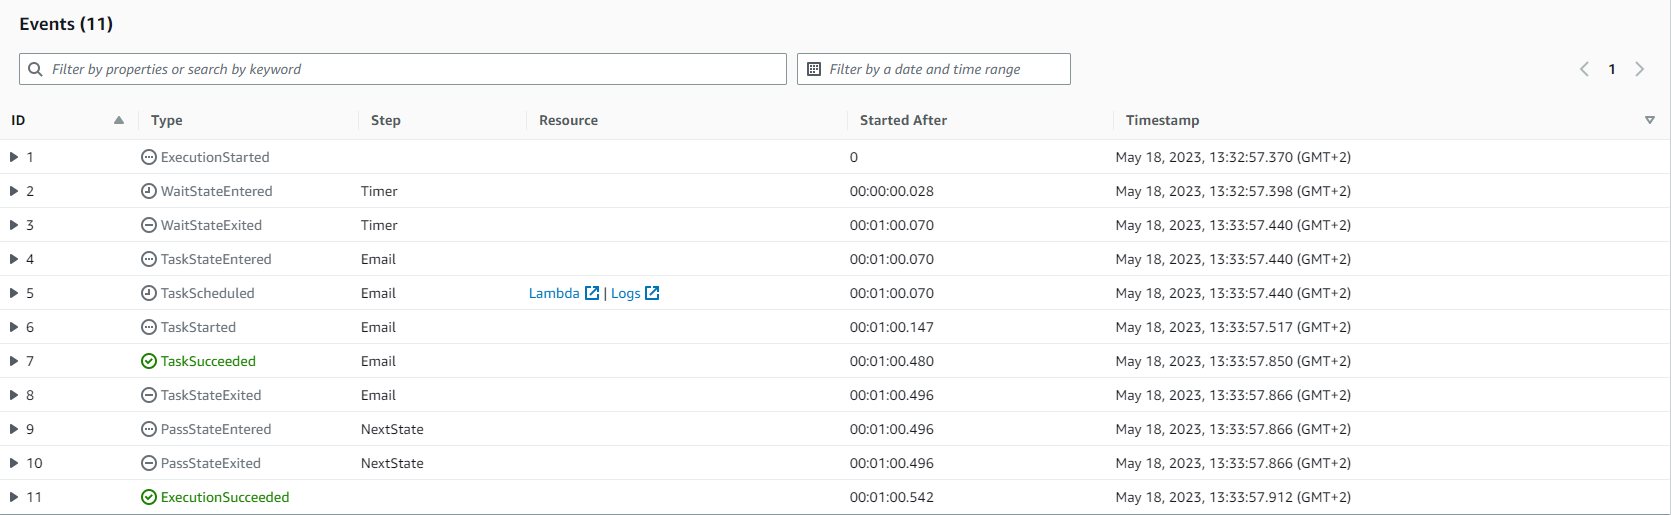 Events (11)
Filter by properties or search by keyword Filter by a date and time range 1
ID Type Step Resource Started After Timestamp
1 ExecutionStarted 0 May 18, 2023, 13:32:57.370 (GMT+2)
2 WaitStateEntered Timer 00:00:00.028 May 18, 2023, 13:32:57.398 (GMT+2)
3 WaitStateExited Timer 00:01:00.070 May 18, 2023, 13:33:57.440 (GMT+2)
4 TaskStateEntered Email 00:01:00.070 May 18, 2023, 13:33:57.440 (GMT+2)
5 TaskScheduled Email Lambda | Logs 00:01:00.070 May 18, 2023, 13:33:57.440 (GMT+2)
6 TaskStarted Email 00:01:00.147 May 18, 2023, 13:33:57.517 (GMT+2)
7 TaskSucceeded Email 00:01:00.480 May 18, 2023, 13:33:57.850 (GMT+2)
8 TaskStateExited Email 00:01:00.496 May 18, 2023, 13:33:57.866 (GMT+2)
9 PassStateEntered NextState 00:01:00.496 May 18, 2023, 13:33:57.866 (GMT+2)
10 PassStateExited NextState 00:01:00.496 May 18, 2023, 13:33:57.866 (GMT+2)
11 ExecutionSucceeded 00:01:00.542 May 18, 2023, 13:33:57.912 (GMT+2)